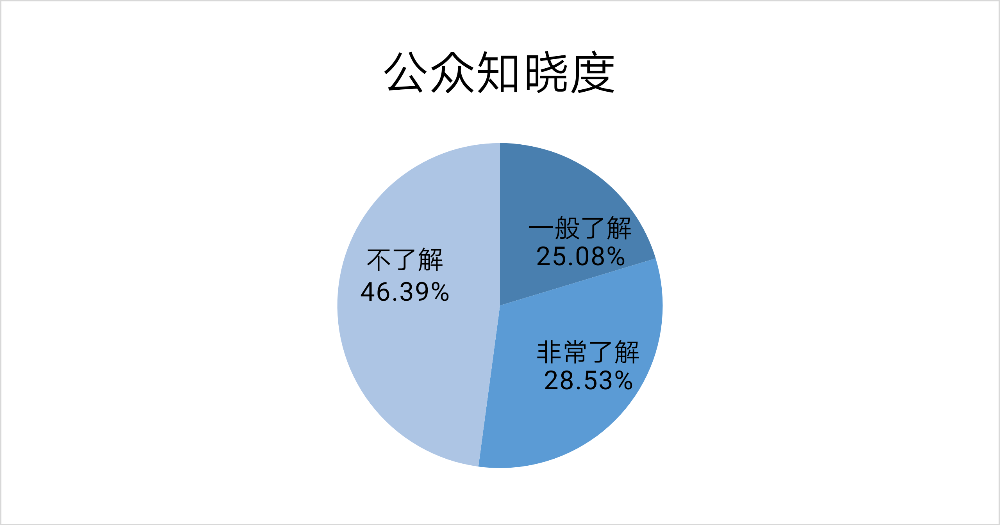 公众知晓度
一般了解
25.08%
不了解
46.39%
非常了解
28.53%